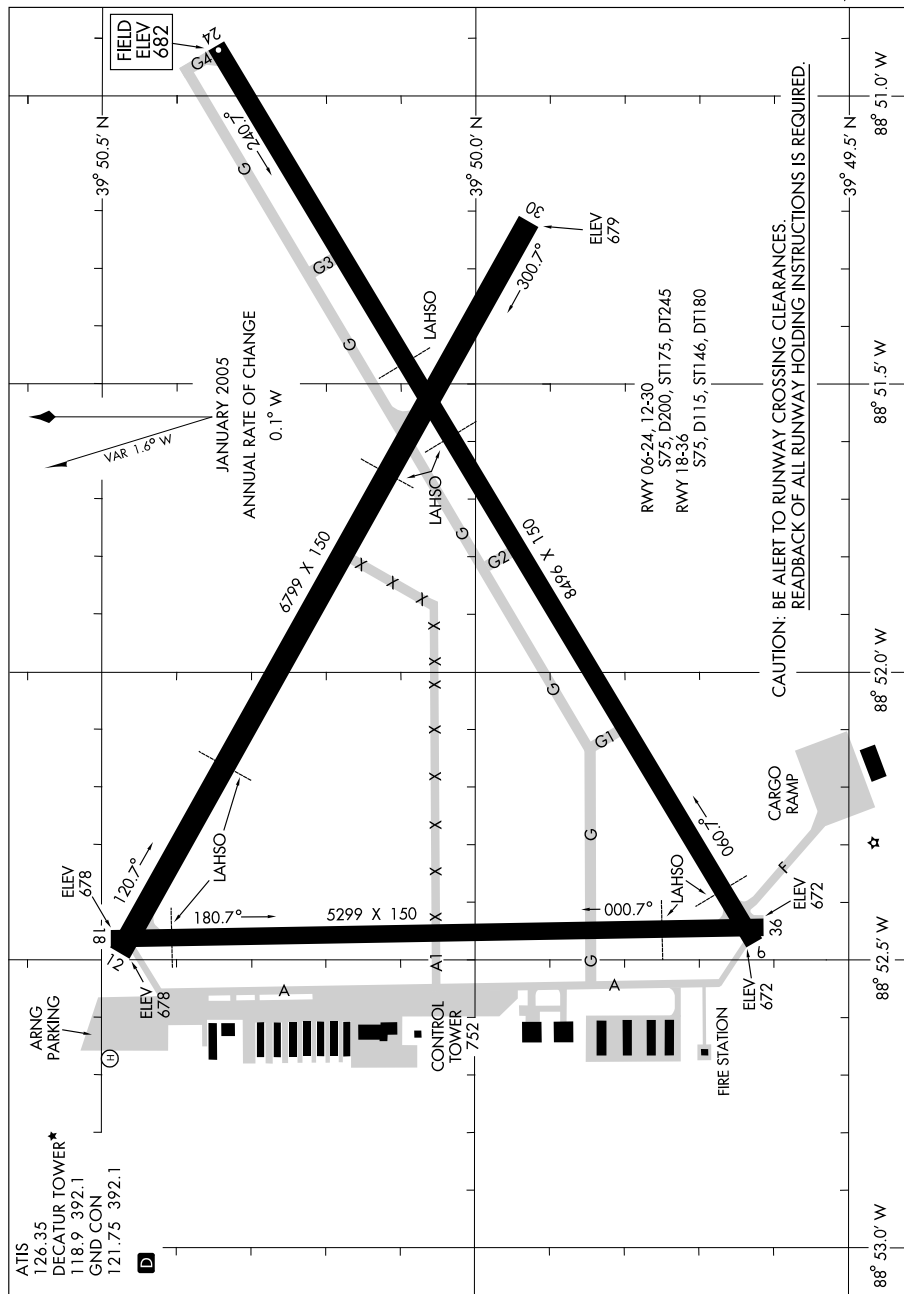 ATIS
126.35
DECATUR TOWER★
118.9 392.1
GND CON
121.75 392.1
D
ARNG
PARKING
H
ELEV
678
ELEV
678
18
12
120.7°
180.7°
LAHSO
5299 X 150
6799 X 150
VAR 1.6° W
JANUARY 2005
ANNUAL RATE OF CHANGE
0.1° W
FIELD
ELEV
682
24
G4
240.7°
G
G3
G
LAHSO
LAHSO
30
300.7°
ELEV
679
G
G2
8496 X 150
G
G1
G
G
X
X
X
X
X
X
X
X
X
X
X
A1
A
A
CONTROL
TOWER
752
FIRE STATION
000.7°
LAHSO
060.7°
36
6
ELEV
672
ELEV
672
F
CARGO
RAMP
RWY 06-24, 12-30
S75, D200, ST175, DT245
RWY 18-36
S75, D115, ST146, DT180
CAUTION: BE ALERT TO RUNWAY CROSSING CLEARANCES.
READBACK OF ALL RUNWAY HOLDING INSTRUCTIONS IS REQUIRED.
39° 50.5' N
39° 50.0' N
39° 49.5' N
88° 53.0' W
88° 52.5' W
88° 52.0' W
88° 51.5' W
88° 51.0' W